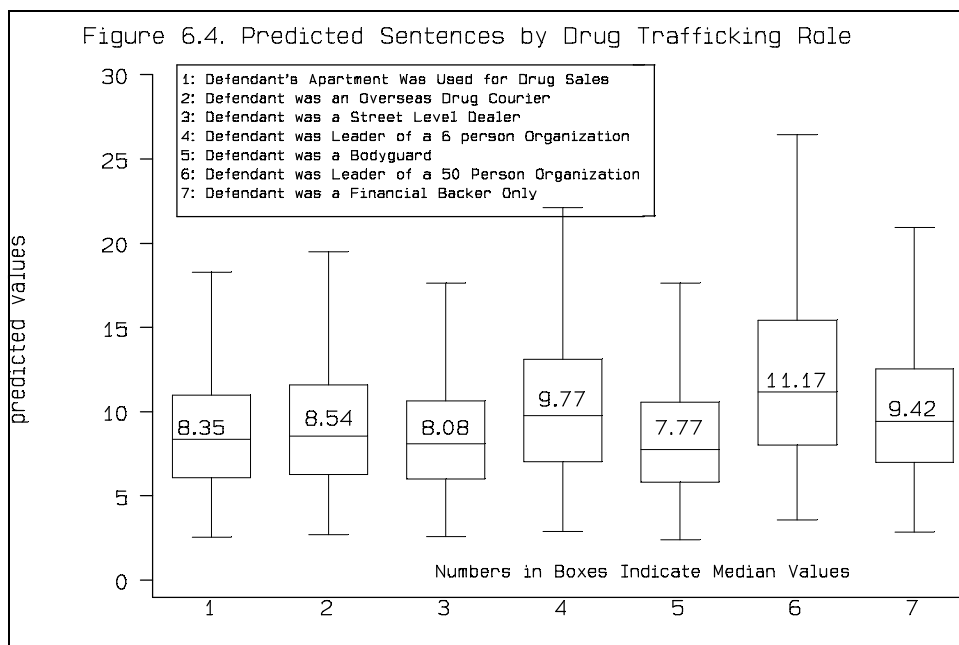 Figure 6.4. Predicted Sentences by Drug Trafficking Role
30
1: Defendant's Apartment Was Used for Drug Sales
2: Defendant was an Overseas Drug Courier
3: Defendant was a Street Level Dealer
4: Defendant was Leader of a 6 person Organization
5: Defendant was a Bodyguard
6: Defendant was Leader of a 50 Person Organization
7: Defendant was a Financial Backer Only
25
20
15
10
5
0
predicted values
8.35
8.54
8.08
9.77
7.77
11.17
9.42
Numbers in Boxes Indicate Median Values
1 2 3 4 5 6 7